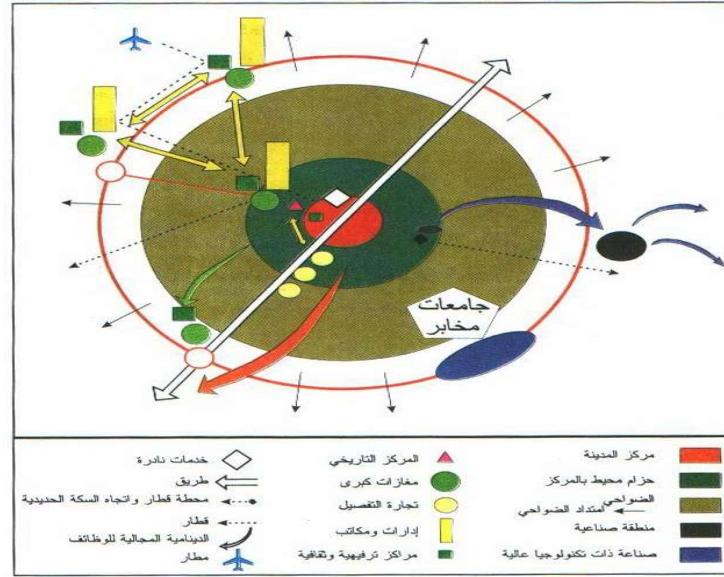 جامعات
مخابر
مركز المدينة
حزام محيط بالمركز
الضواحي
امتداد الضواحي
منطقة صناعية
صناعة ذات تكنولوجيا عالية
المركز التاريخي
مغازات كبرى
تجارة التفصيل
إدارات ومكاتب
مراكز ترفيهية وثقافية
خدمات نادرة
طريق
محطة قطار واتجاه السكة الحديدية
قطار
الدينامية المجالية للوظائف
مطار